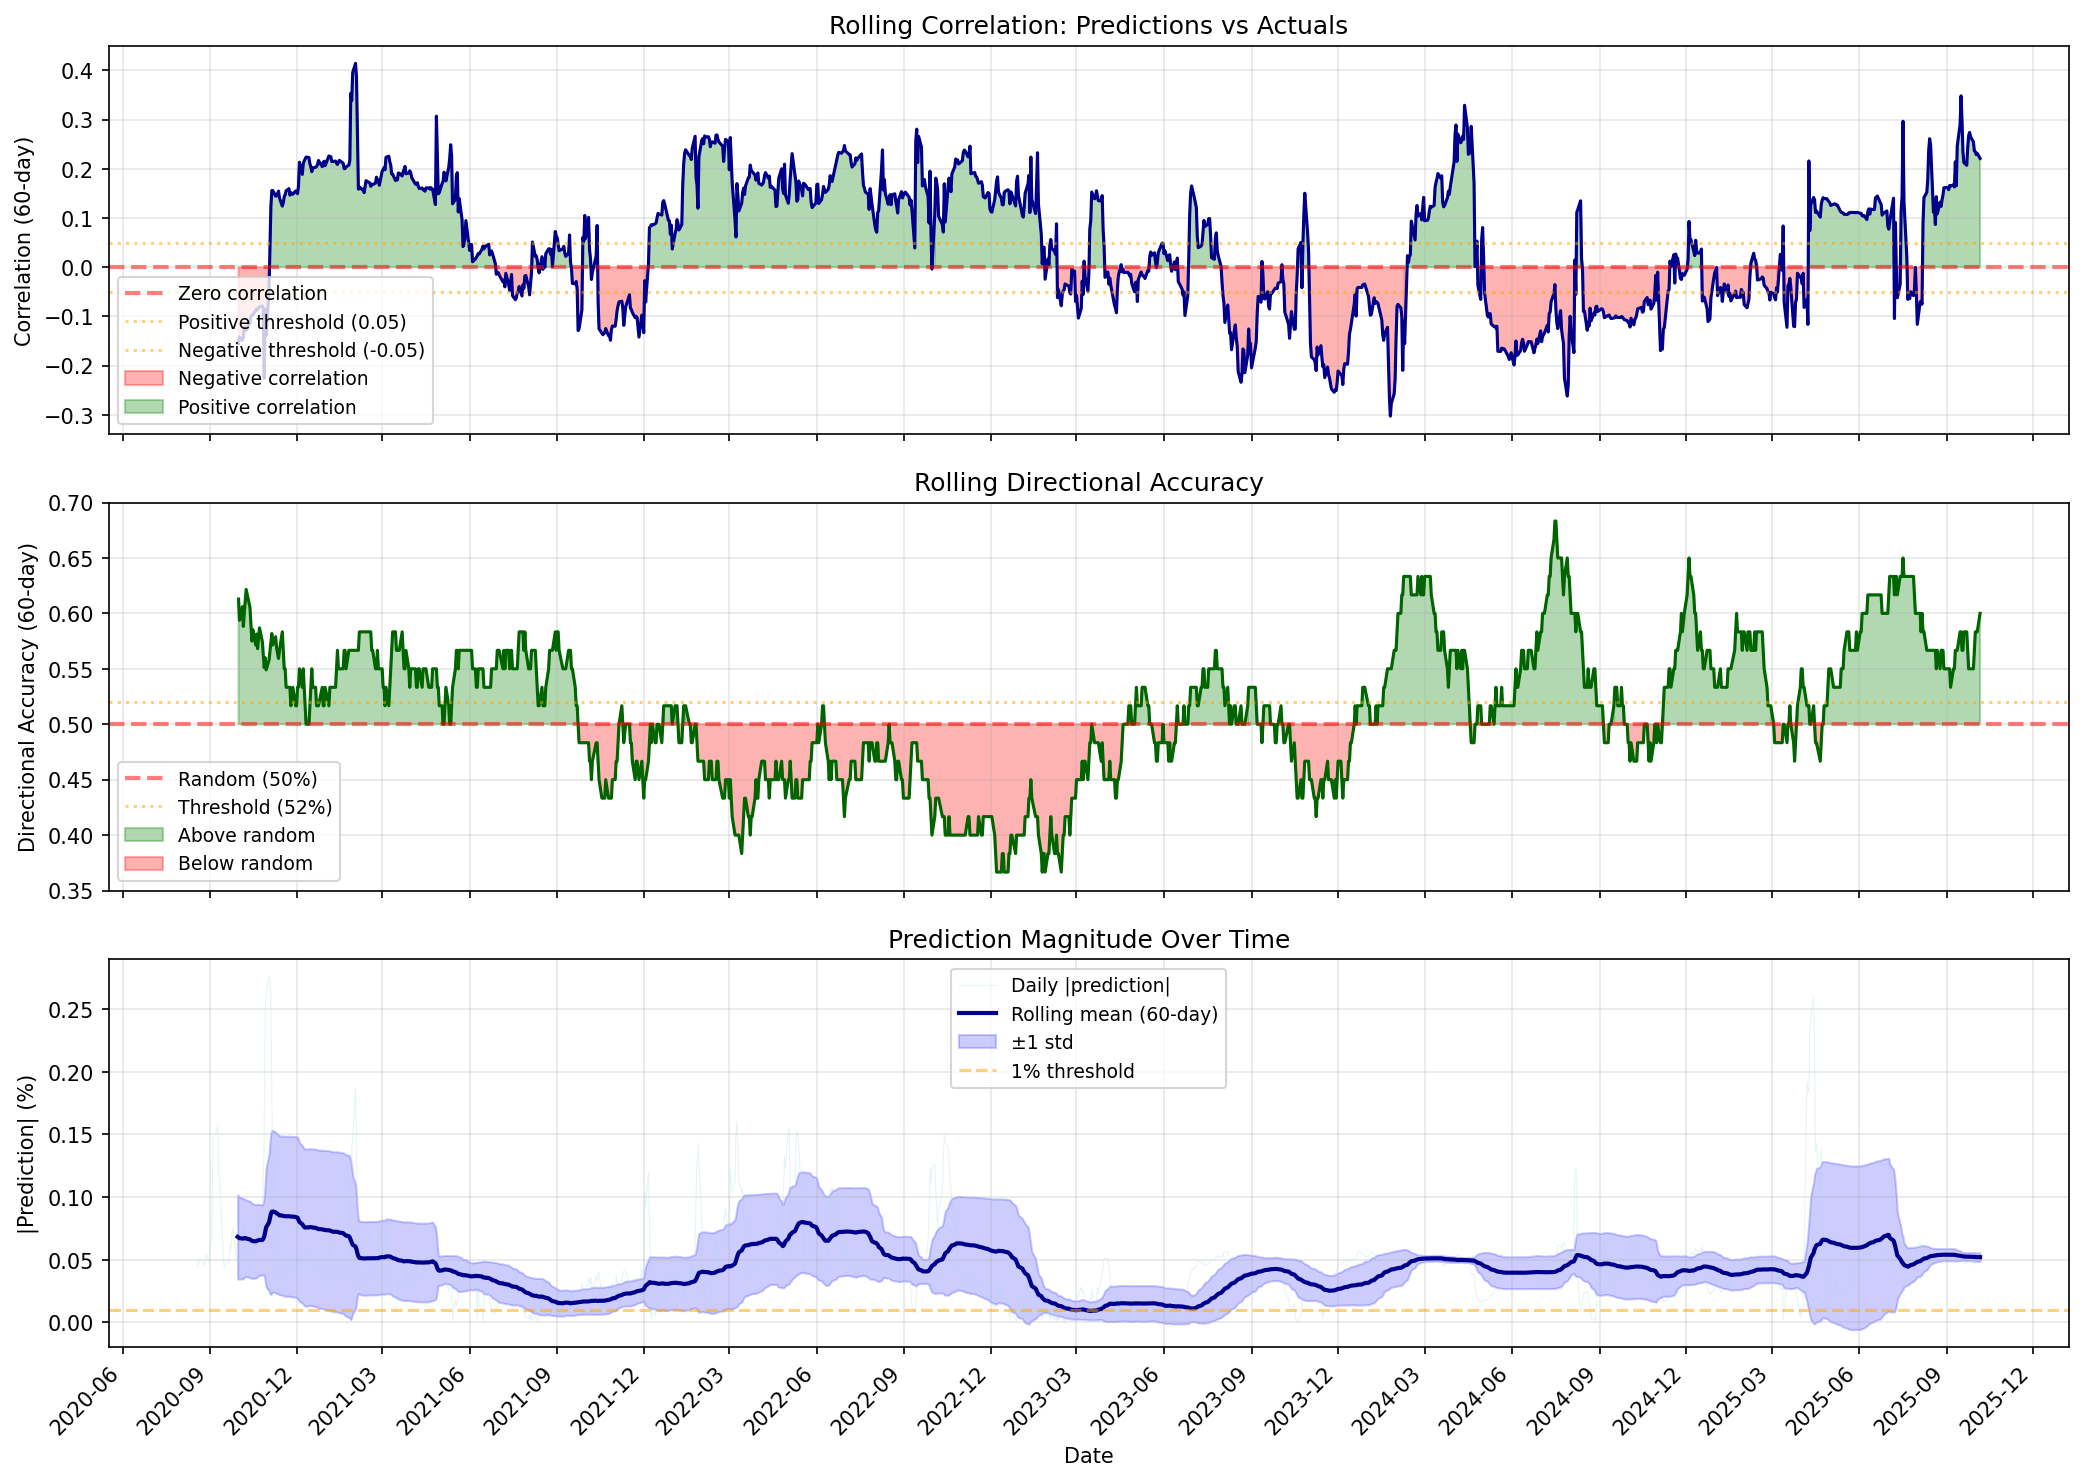 Rolling Correlation: Predictions vs Actuals
Correlation (60-day)
0.4
0.3
0.2
0.1
0.0
−0.1
−0.2
−0.3
Zero correlation
Positive threshold (0.05)
Negative threshold (-0.05)
Negative correlation
Positive correlation
Rolling Directional Accuracy
Directional Accuracy (60-day)
0.70
0.65
0.60
0.55
0.50
0.45
0.40
0.35
Random (50%)
Threshold (52%)
Above random
Below random
Prediction Magnitude Over Time
|Prediction| (%)
0.25
0.20
0.15
0.10
0.05
0.00
Daily |prediction|
Rolling mean (60-day)
±1 std
1% threshold
2020-06
2020-09
2020-12
2021-03
2021-06
2021-09
2021-12
2022-03
2022-06
2022-09
2022-12
2023-03
2023-06
2023-09
2023-12
2024-03
2024-06
2024-09
2024-12
2025-03
2025-06
2025-09
2025-12
Date